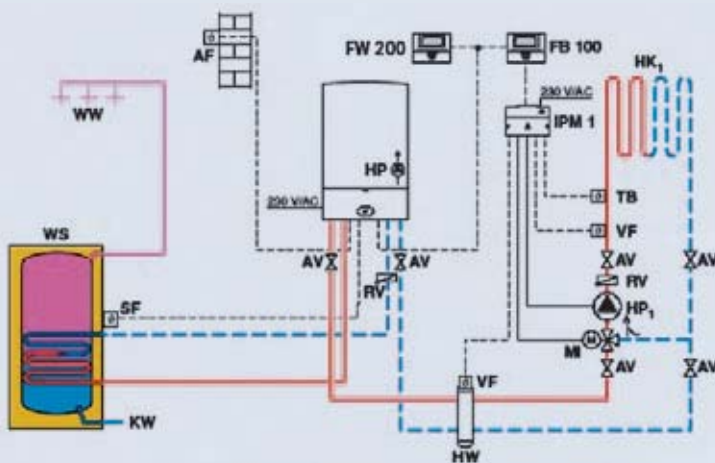 AF
FW 200
FB 100
HK₁
230 V/AC
IPM 1
WW
HP
230 V/AC
TB
VF
WS
AV
AV
RV
AV
AV
RV
SF
HP₁
M
MI
AV
AV
VF
KW
HW